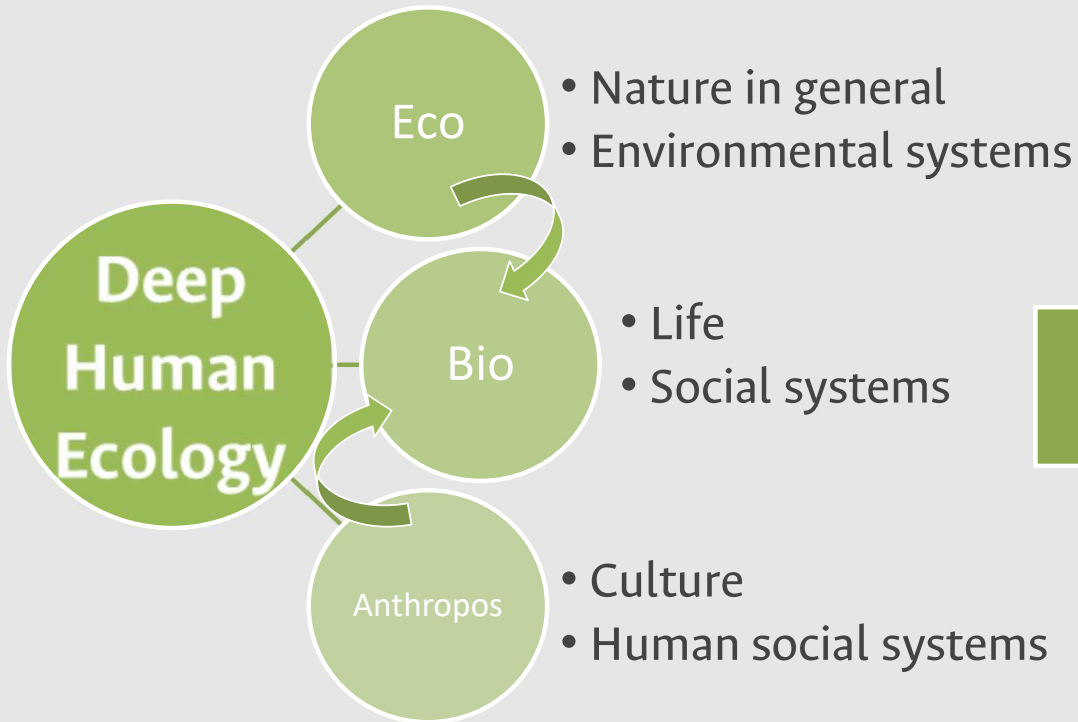 Deep
Human
Ecology
Eco
• Nature in general
• Environmental systems
Bio
• Life
• Social systems
Anthropos
• Culture
• Human social systems